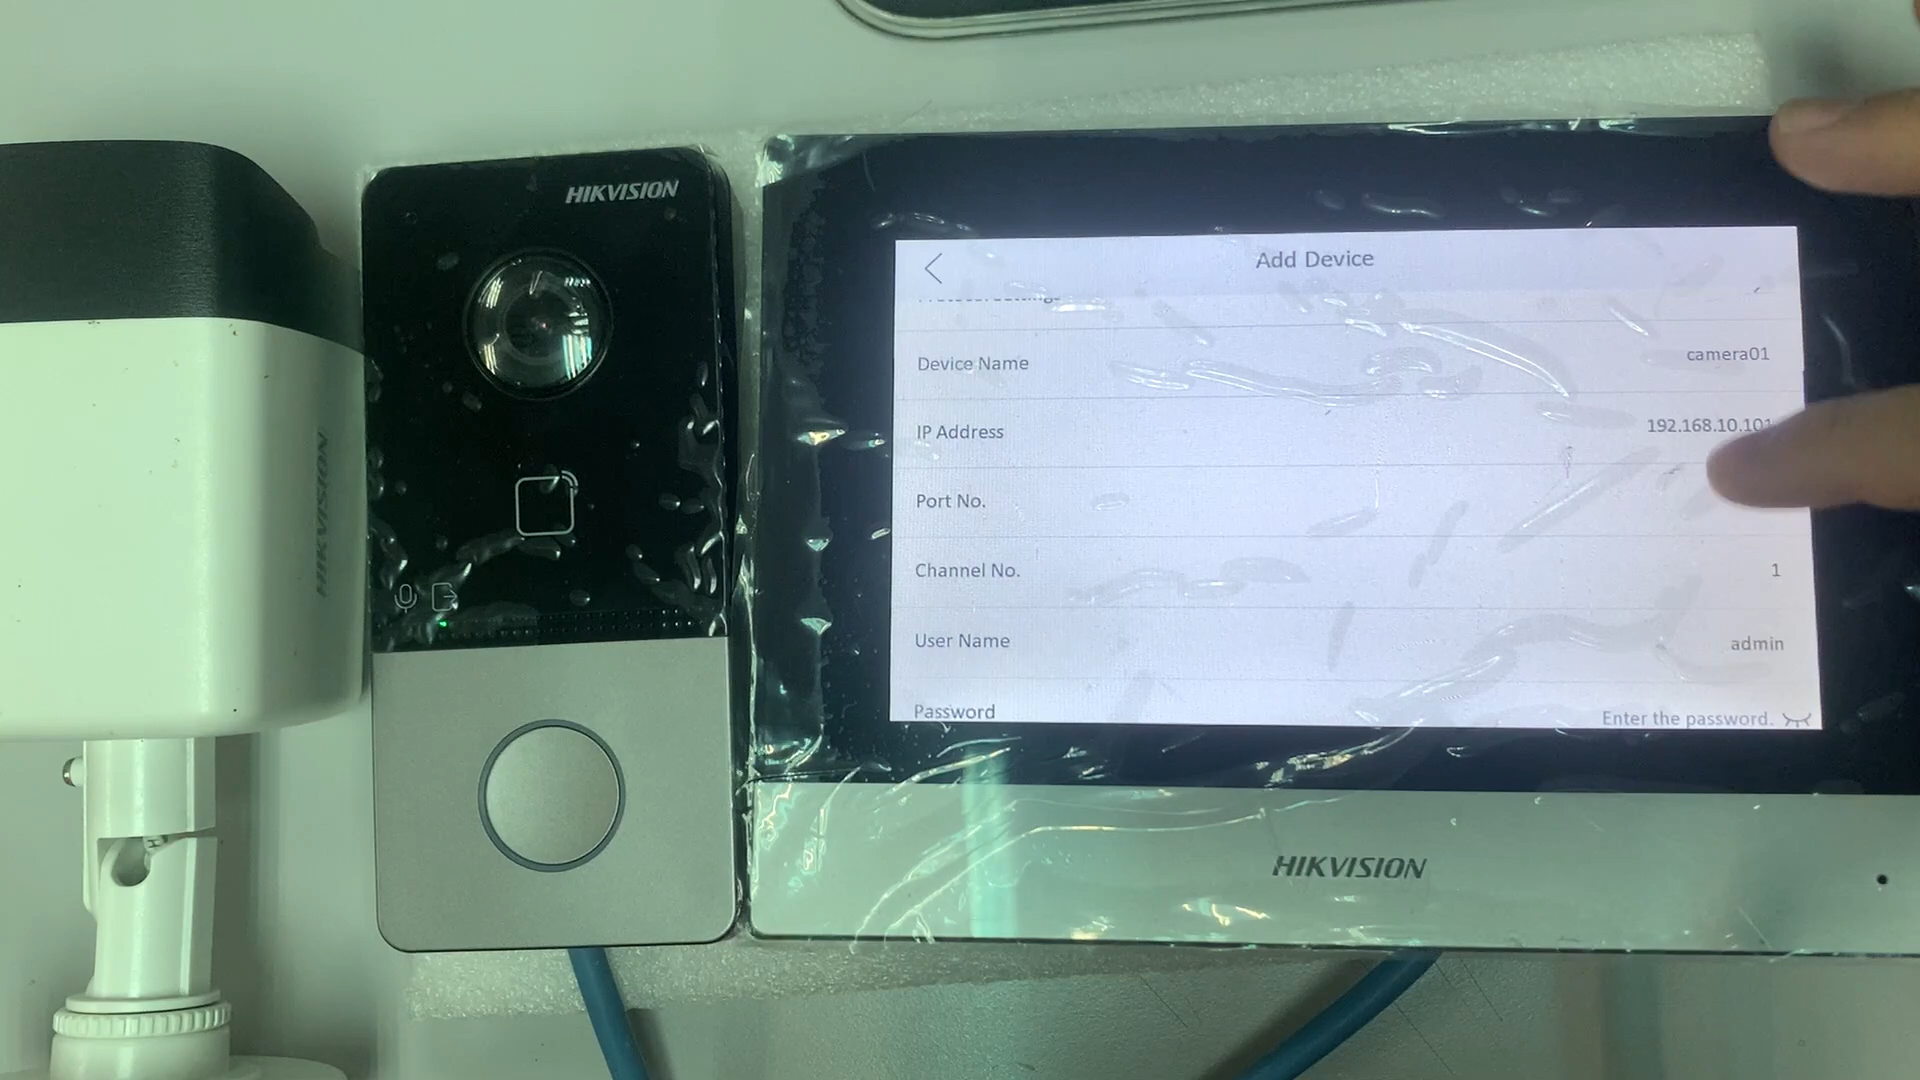 HIKVISION
HIKVISION
Add Device
Device Name camera01
IP Address 192.168.10.101
Port No.
Channel No. 1
User Name admin
Password Enter the password.
HIKVISION